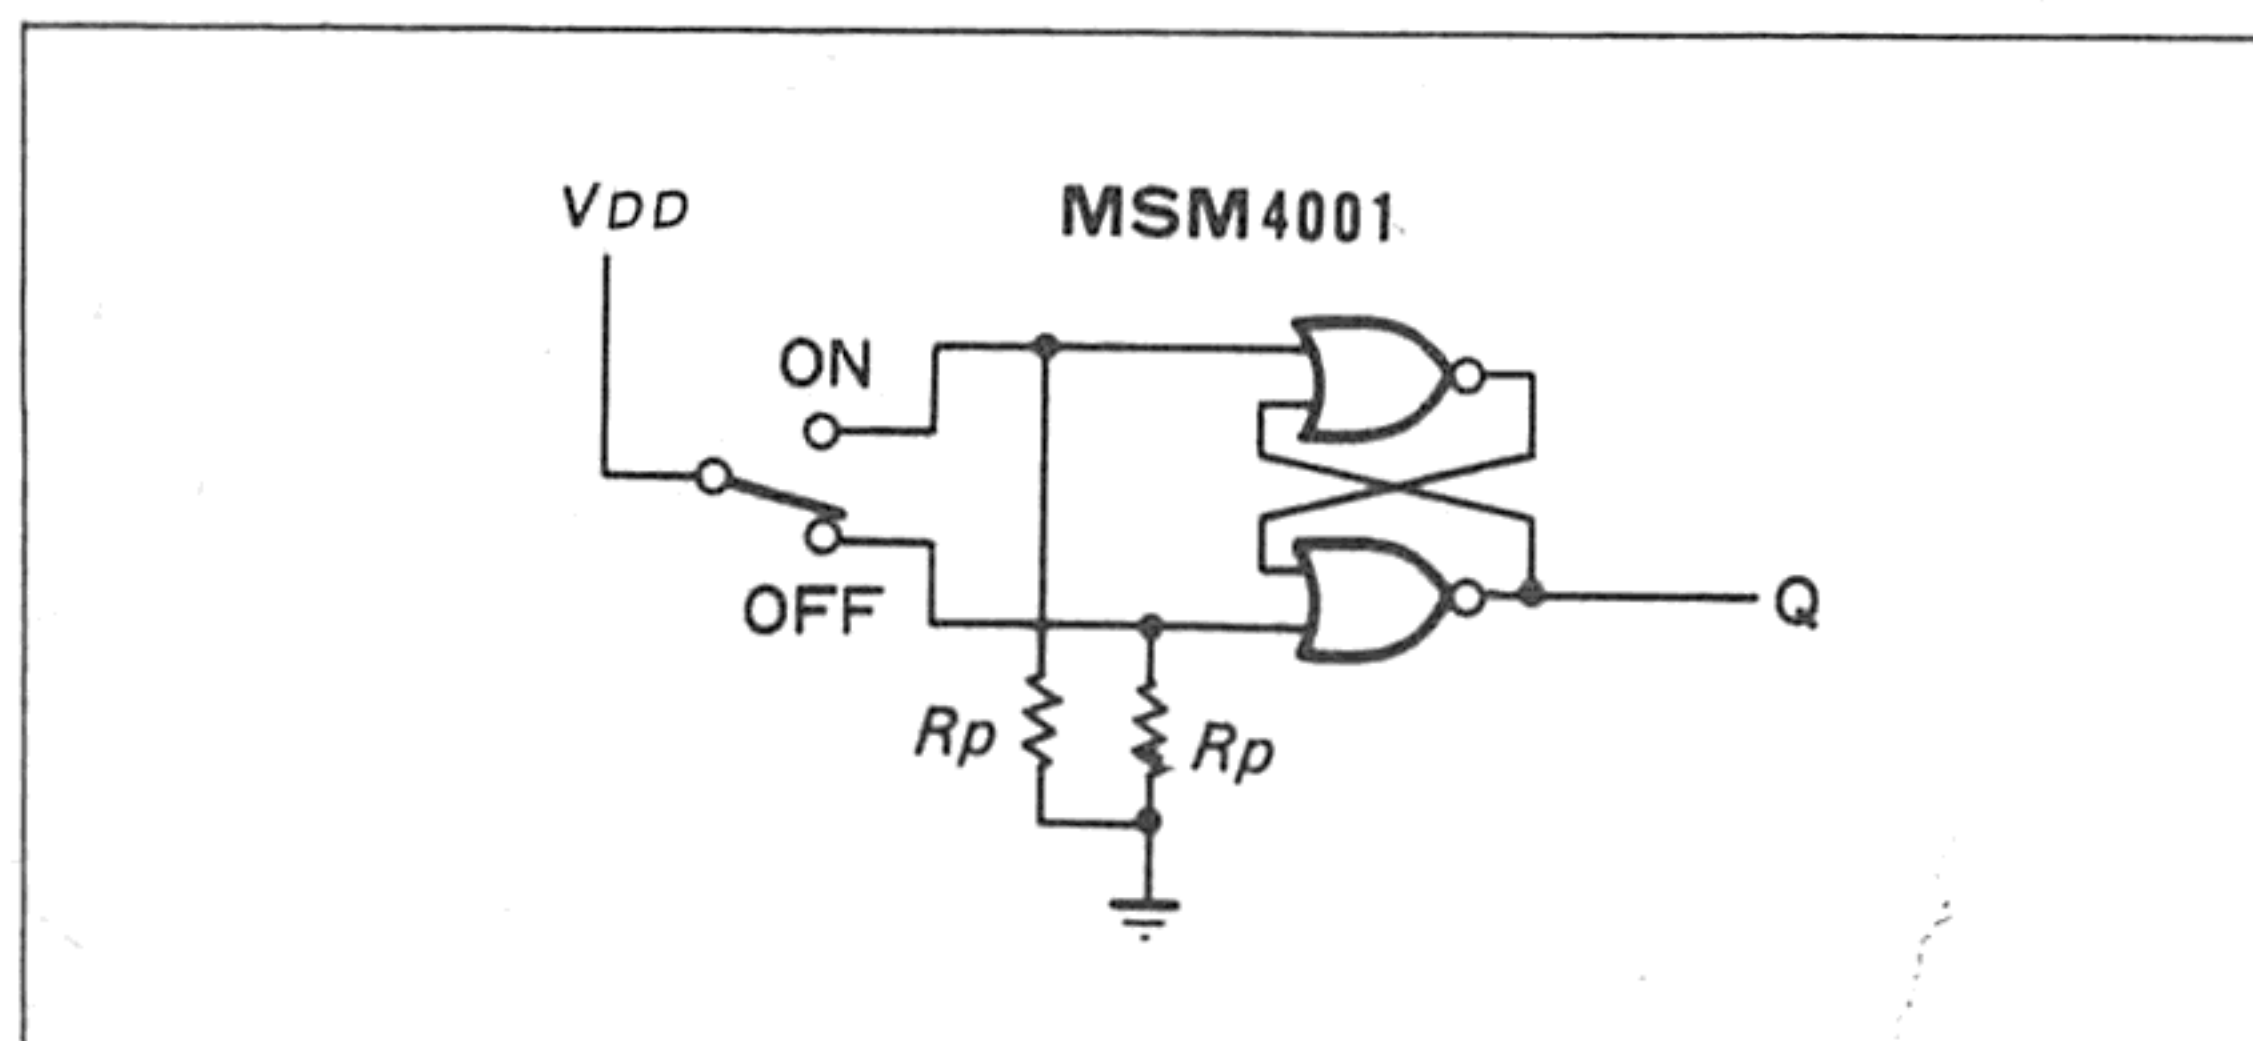 VDD
MSM4001
ON
OFF
Q
Rp
Rp